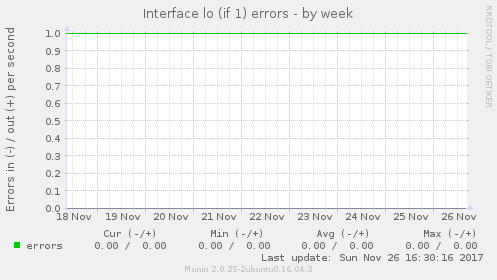 Interface lo (if 1) errors - by week
RRDTOOL / TOBI OETIKER
Errors in (-) / out (+) per second
1.0
0.9
0.8
0.7
0.6
0.5
0.4
0.3
0.2
0.1
0.0
18 Nov 19 Nov 20 Nov 21 Nov 22 Nov 23 Nov 24 Nov 25 Nov 26 Nov
Cur (-/+) Min (-/+) Avg (-/+) Max (-/+)
errors 0.00 / 0.00 0.00 / 0.00 0.00 / 0.00 0.00 / 0.00
Last update: Sun Nov 26 16:30:16 2017
Munin 2.0.25-2ubuntu0.16.04.3